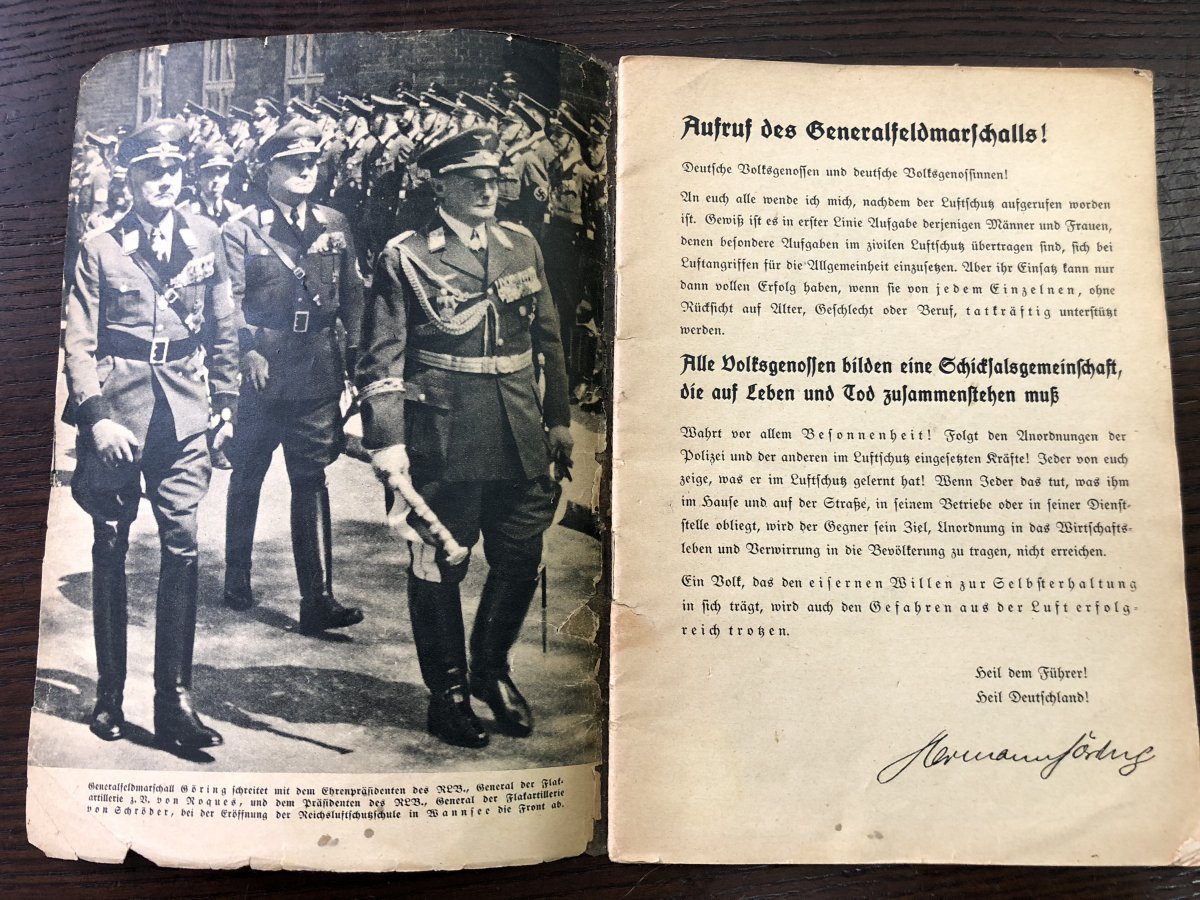 Generalfeldmarschall Göring schreitet mit dem Ehrenpräsidenten des RLB., General der Flak-
artillerie z. V. von Roques, und dem Präsidenten des RLB., General der Flakartillerie
von Schröder, bei der Eröffnung der Reichsluftschutzschule in Wannsee die Front ab.
Aufruf des Generalfeldmarschalls!
Deutsche Volksgenossen und deutsche Volksgenossinnen!
An euch alle wende ich mich, nachdem der Luftschutz aufgerufen worden
ist. Gewiß ist es in erster Linie Aufgabe derjenigen Männer und Frauen,
denen besondere Aufgaben im zivilen Luftschutz übertragen sind, sich bei
Luftangriffen für die Allgemeinheit einzusetzen. Aber ihr Einsatz kann nur
dann vollen Erfolg haben, wenn sie von jedem Einzelnen, ohne
Rücksicht auf Alter, Geschlecht oder Beruf, tatkräftig unterstützt
werden.
Alle Volksgenossen bilden eine Schicksalsgemeinschaft,
die auf Leben und Tod zusammenstehen muß
Wahrt vor allem Besonnenheit! Folgt den Anordnungen der
Polizei und der anderen im Luftschutz eingesetzten Kräfte! Jeder von euch
zeige, was er im Luftschutz gelernt hat! Wenn Jeder das tut, was ihm
im Hause und auf der Straße, in seinem Betriebe oder in seiner Dienst-
stelle obliegt, wird der Gegner sein Ziel, Unordnung in das Wirtschafts-
leben und Verwirrung in die Bevölkerung zu tragen, nicht erreichen.
Ein Volk, das den eisernen Willen zur Selbsterhaltung
in sich trägt, wird auch den Gefahren aus der Luft erfolg-
reich trotzen.
Heil dem Führer!
Heil Deutschland!
Hermann Göring